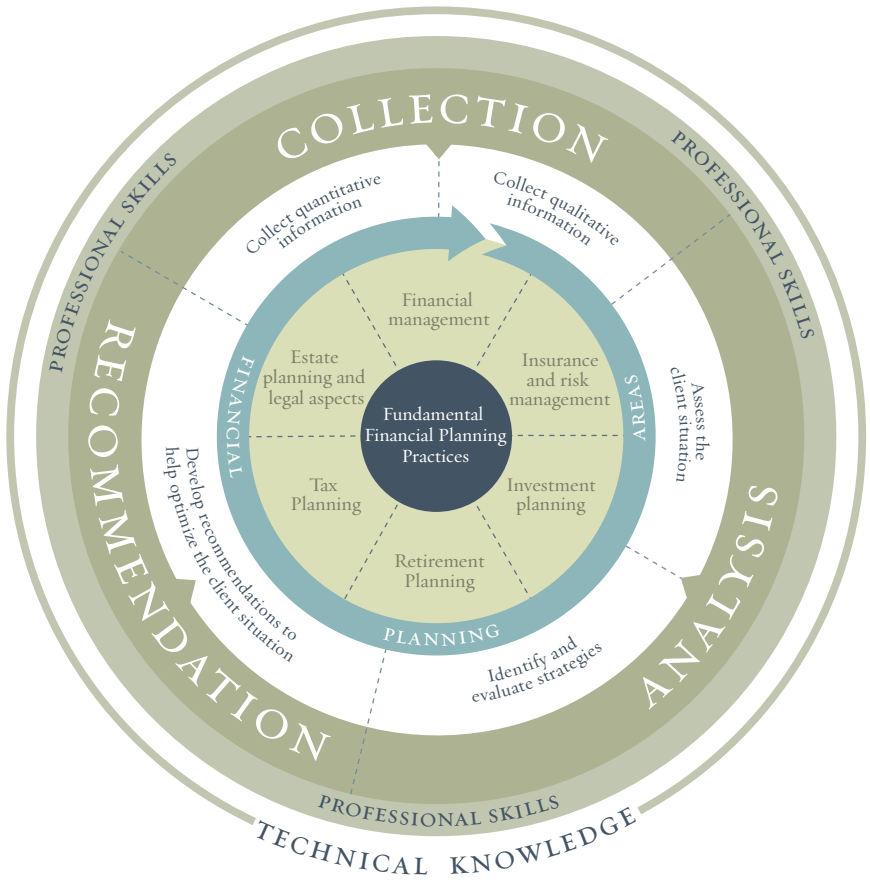 COLLECTION
PROFESSIONAL SKILLS
PROFESSIONAL SKILLS
Collect quantitative
information
Collect qualitative
information
Financial
management
Estate
planning and
legal aspects
Insurance
and risk
management
FINANCIAL
AREAS
Assess the
client situation
Fundamental
Financial Planning
Practices
RECOMMENDATION
ANALYSIS
Tax
Planning
Investment
planning
Develop recommendations to
help optimize the client situation
Retirement
Planning
PLANNING
Identify and
evaluate strategies
PROFESSIONAL SKILLS
TECHNICAL KNOWLEDGE